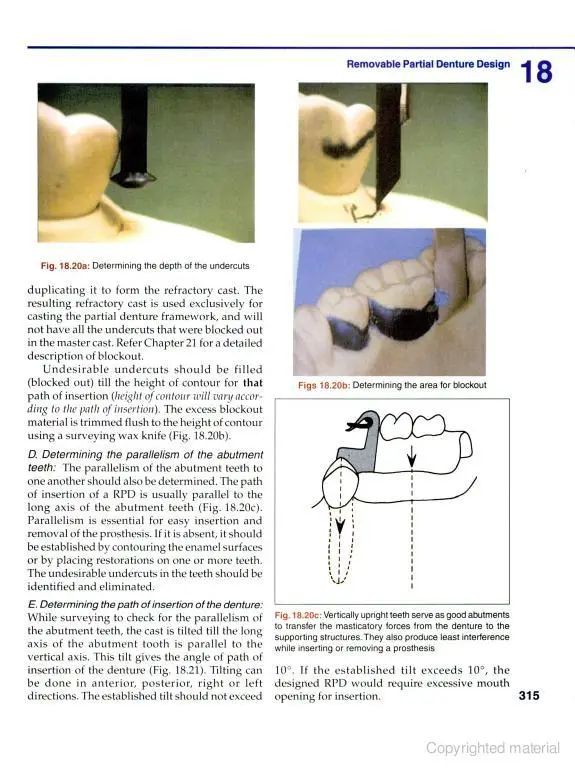 Removable Partial Denture Design 18
Fig. 18.20a: Determining the depth of the undercuts
duplicating it to form the refractory cast. The
resulting refractory cast is used exclusively for
casting the partial denture framework, and will
not have all the undercuts that were blocked out
in the master cast. Refer Chapter 21 for a detailed
description of blockout.
Undesirable undercuts should be filled
(blocked out) till the height of contour for that
path of insertion (height of contour will vary accor-
ding to the path of insertion). The excess blockout
material is trimmed flush to the height of contour
using a surveying wax knife (Fig. 18.20b).
D. Determining the parallelism of the abutment
teeth: The parallelism of the abutment teeth to
one another should also be determined. The path
of insertion of a RPD is usually parallel to the
long axis of the abutment teeth (Fig. 18.20c).
Parallelism is essential for easy insertion and
removal of the prosthesis. If it is absent, it should
be established by contouring the enamel surfaces
or by placing restorations on one or more teeth.
The undesirable undercuts in the teeth should be
identified and eliminated.
E. Determining the path of insertion of the denture:
While surveying to check for the parallelism of
the abutment teeth, the cast is tilted till the long
axis of the abutment tooth is parallel to the
vertical axis. This tilt gives the angle of path of
insertion of the denture (Fig. 18.21). Tilting can
be done in anterior, posterior, right or left
directions. The established tilt should not exceed
Figs 18.20b: Determining the area for blockout
Fig. 18.20c: Vertically upright teeth serve as good abutments
to transfer the masticatory forces from the denture to the
supporting structures. They also produce least interference
while inserting or removing a prosthesis
10°. If the established tilt exceeds 10°, the
designed RPD would require excessive mouth
opening for insertion.
315
Copyrighted material